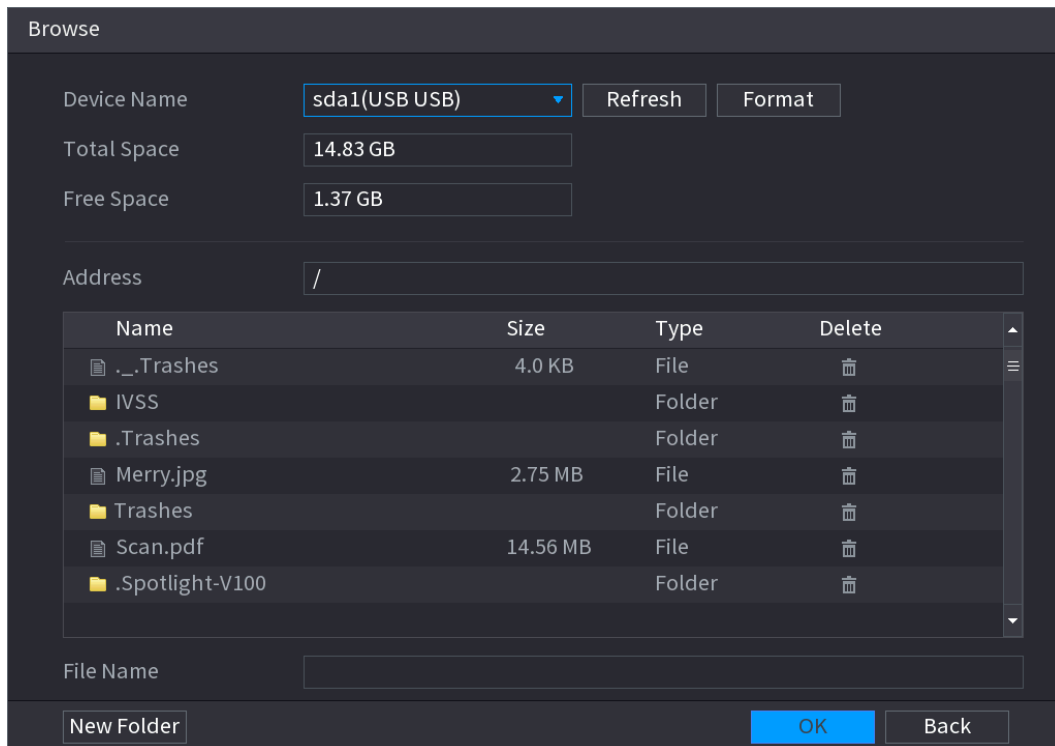 Browse
Device Name sda1(USB USB) Refresh Format
Total Space 14.83 GB
Free Space 1.37 GB
Address /
Name Size Type Delete
._.Trashes 4.0 KB File
IVSS Folder
.Trashes Folder
Merry.jpg 2.75 MB File
Trashes Folder
Scan.pdf 14.56 MB File
.Spotlight-V100 Folder
File Name
New Folder OK Back